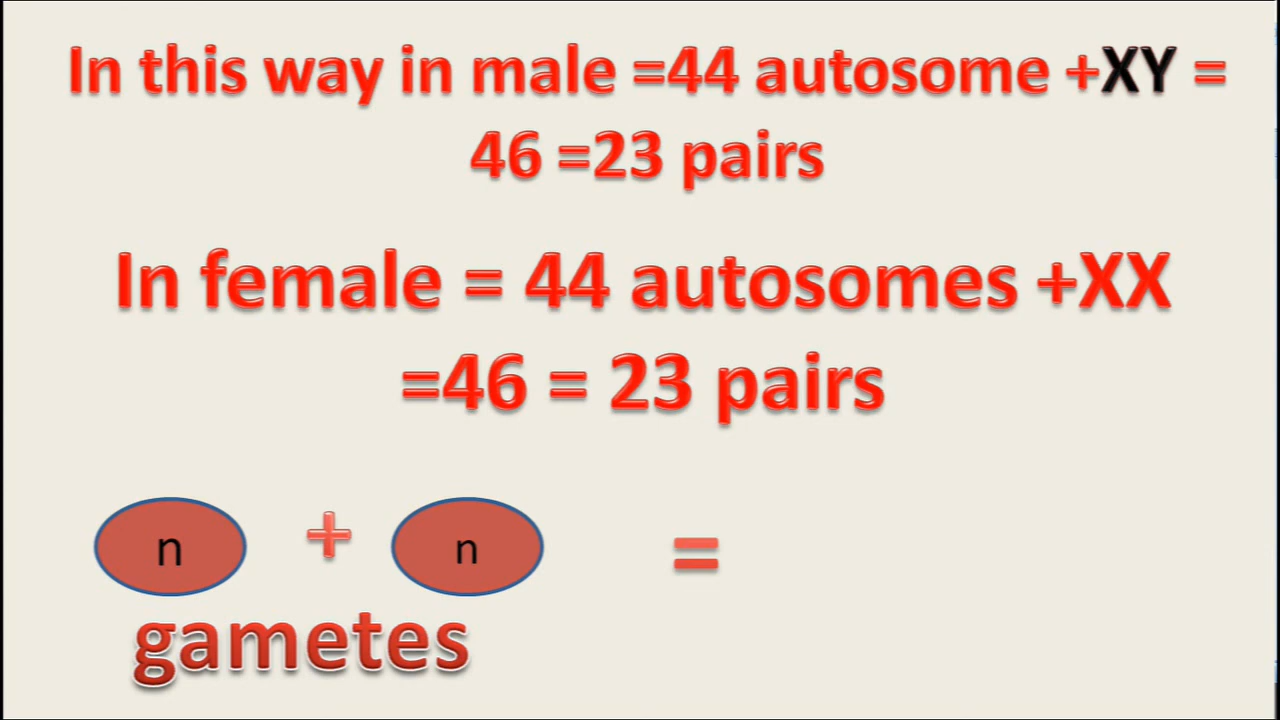 In this way in male =44 autosome +XY =
46 =23 pairs
In female = 44 autosomes +XX
=46 = 23 pairs
n + n =
gametes